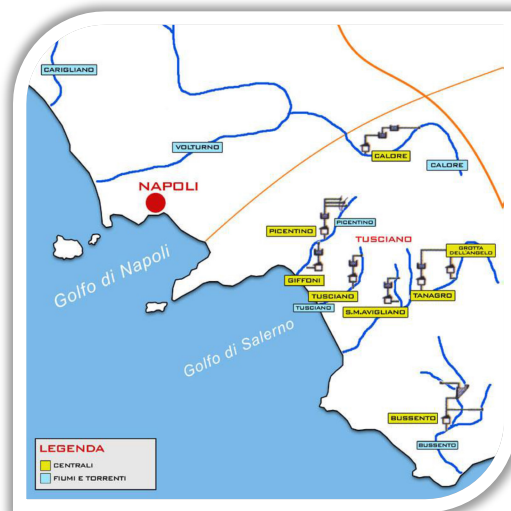 CARIGLIANO
VOLTURNO
CALORE
CALORE
NAPOLI
PICENTINO
PICENTINO
TUSCIANO
GROTTA
DELL'ANGELO
GIFFONI
TUSCIANO
TANAGRO
TUSCIANO
S.M.AVIGLIANO
Golfo di Napoli
Golfo di Salerno
BUSSENTO
BUSSENTO
LEGENDA
CENTRALI
FIUMI E TORRENTI